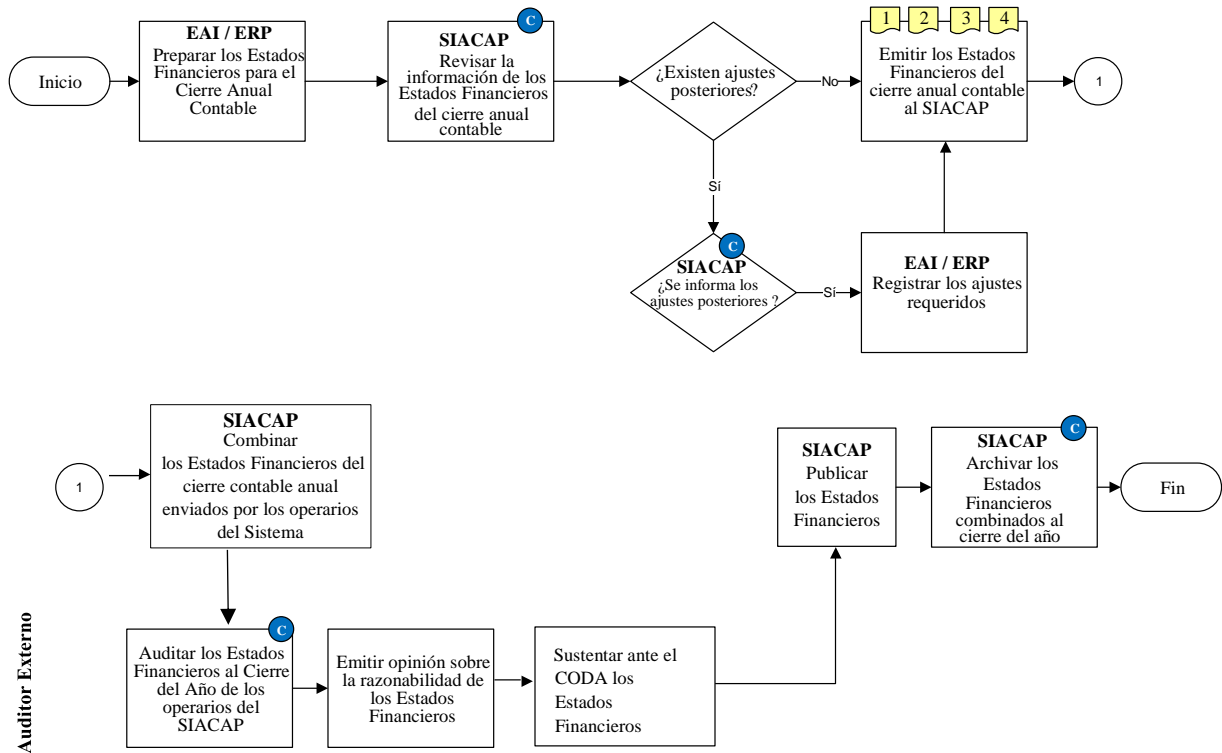 Inicio
EAI / ERP
Preparar los Estados
Financieros para el
Cierre Anual
Contable
C
SIACAP
Revisar la
información de los
Estados Financieros
del cierre anual
contable
¿Existen ajustes
posteriores?
No
1 2 3 4
Emitir los Estados
Financieros del
cierre anual contable
al SIACAP
1
Sí
C
SIACAP
¿Se informa los
ajustes posteriores ?
Sí
EAI / ERP
Registrar los ajustes
requeridos
1
SIACAP
Combinar
los Estados Financieros del
cierre contable anual
enviados por los operarios
del Sistema
Auditor Externo
C
Auditar los Estados
Financieros al Cierre
del Año de los
operarios del
SIACAP
Emitir opinión sobre
la razonabilidad de
los Estados
Financieros
Sustentar ante el
CODA los
Estados
Financieros
SIACAP
Publicar
los Estados
Financieros
C
SIACAP
Archivar los
Estados
Financieros
combinados al
cierre del año
Fin